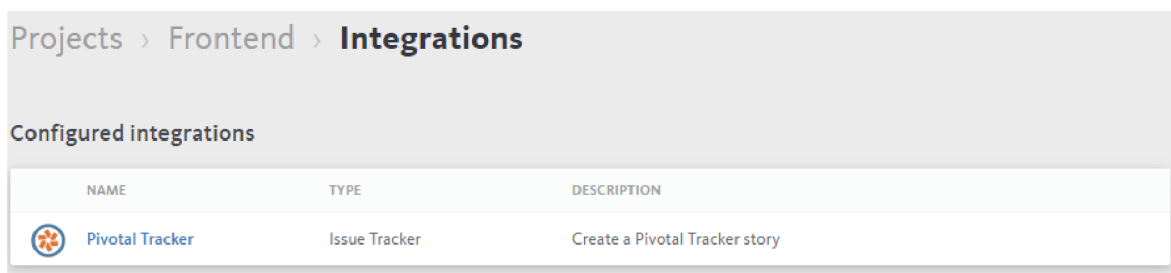 Projects › Frontend › Integrations
Configured integrations
NAME TYPE DESCRIPTION
Pivotal Tracker Issue Tracker Create a Pivotal Tracker story